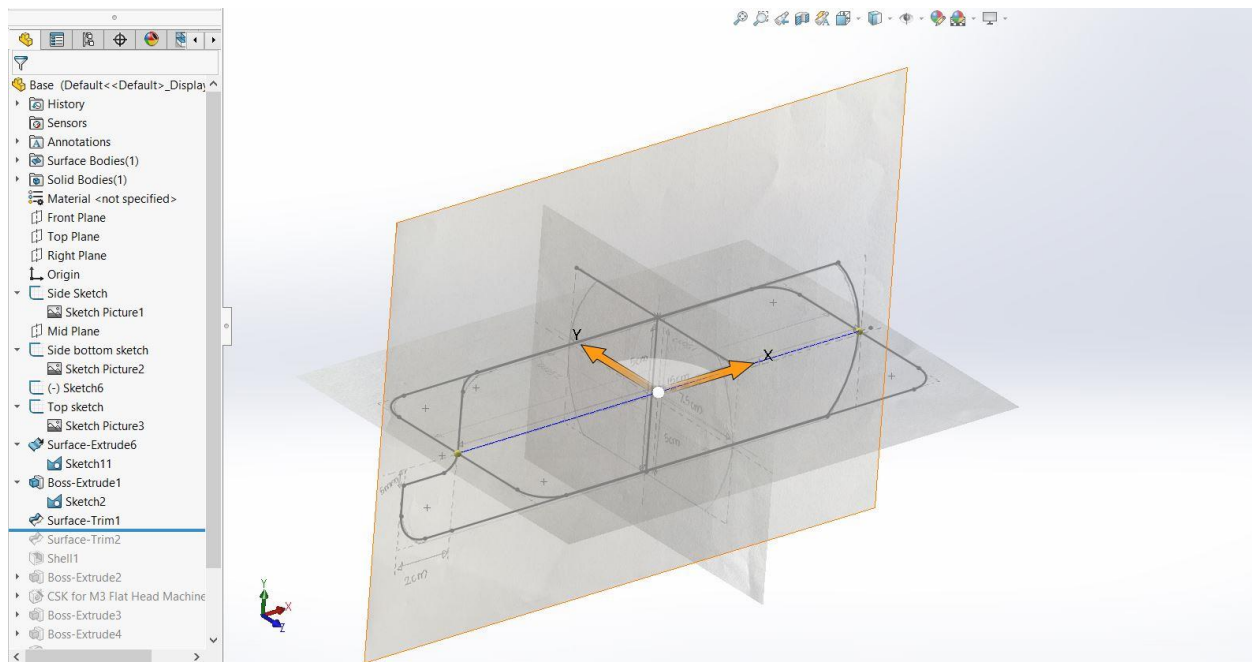 Base (Default<<Default>_Display
History
Sensors
Annotations
Surface Bodies(1)
Solid Bodies(1)
Material <not specified>
Front Plane
Top Plane
Right Plane
Origin
Side Sketch
Sketch Picture1
Mid Plane
Side bottom sketch
Sketch Picture2
(-) Sketch6
Top sketch
Sketch Picture3
Surface-Extrude6
Sketch11
Boss-Extrude1
Sketch2
Surface-Trim1
Surface-Trim2
Shell1
Boss-Extrude2
CSK for M3 Flat Head Machine
Boss-Extrude3
Boss-Extrude4
Y
X
7.5cm
5cm
5mm
2cm
Y
X
Z